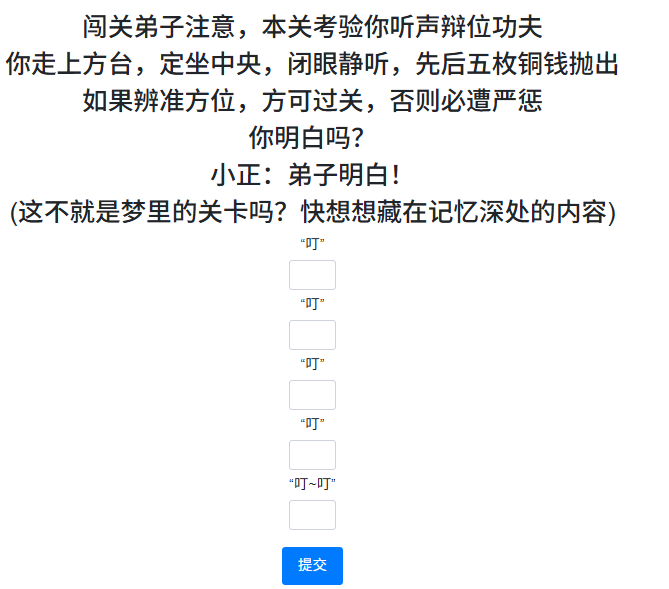 闯关弟子注意，本关考验你听声辩位功夫
你走上方台，定坐中央，闭眼静听，先后五枚铜钱抛出
如果辨准方位，方可过关，否则必遭严惩
你明白吗？
小正：弟子明白！
(这不就是梦里的关卡吗？快想想藏在记忆深处的内容)
“叮”
“叮”
“叮”
“叮”
“叮~叮”
提交